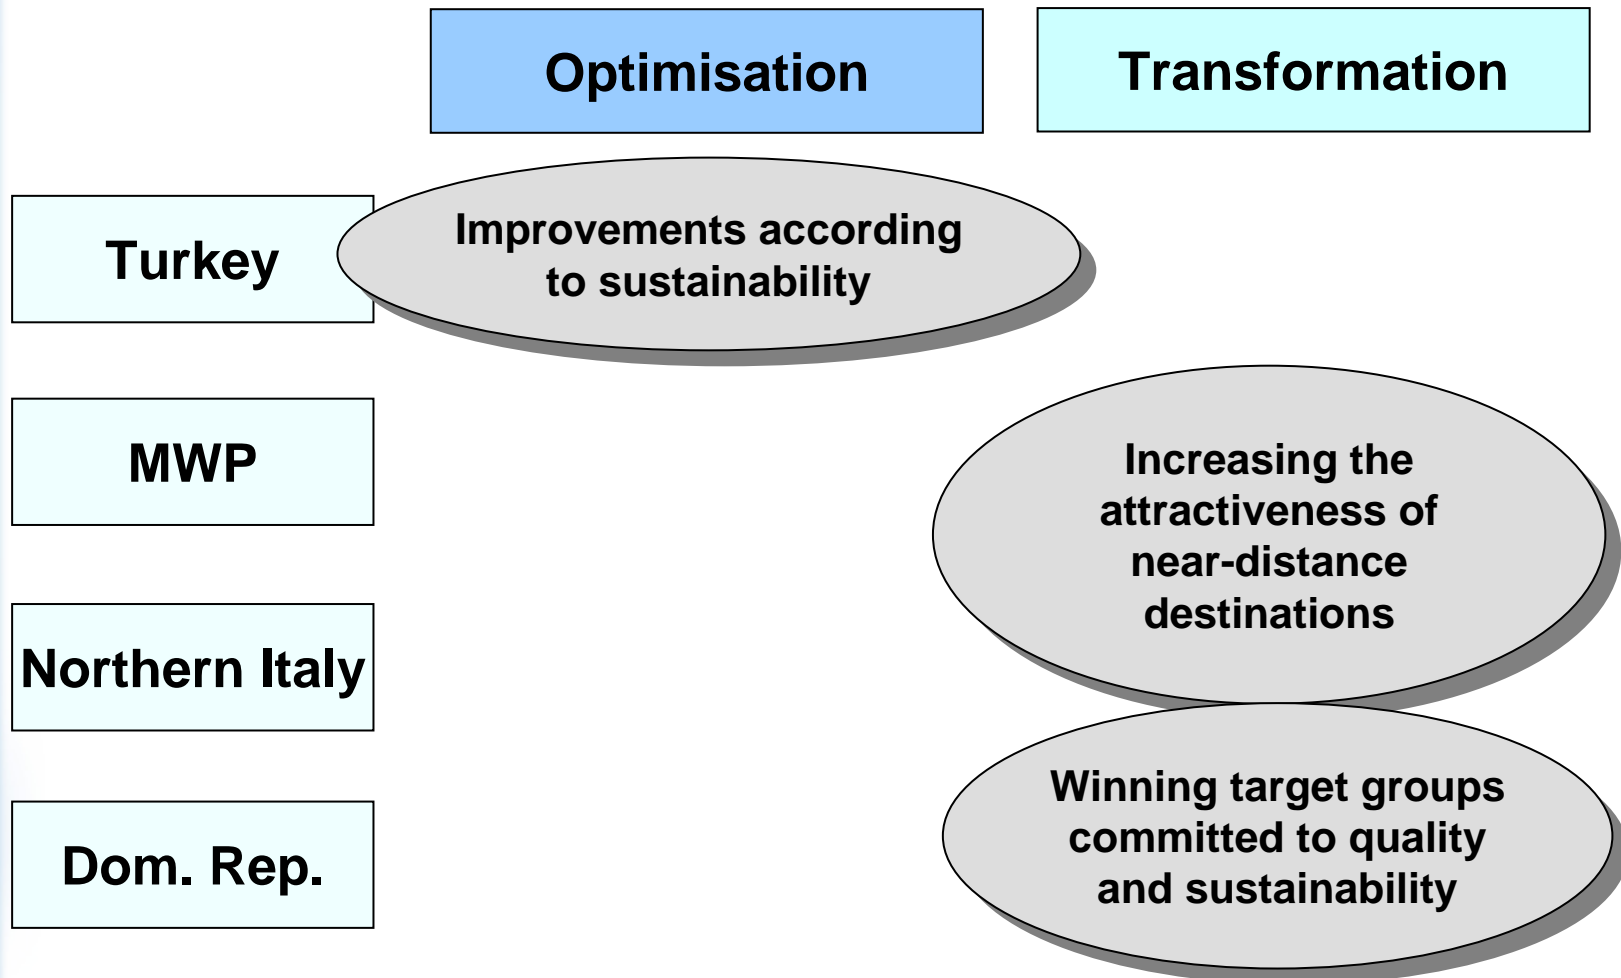 Optimisation
Transformation
Turkey
Improvements according
to sustainability
MWP
Increasing the
attractiveness of
near-distance
destinations
Northern Italy
Dom. Rep.
Winning target groups
committed to quality
and sustainability